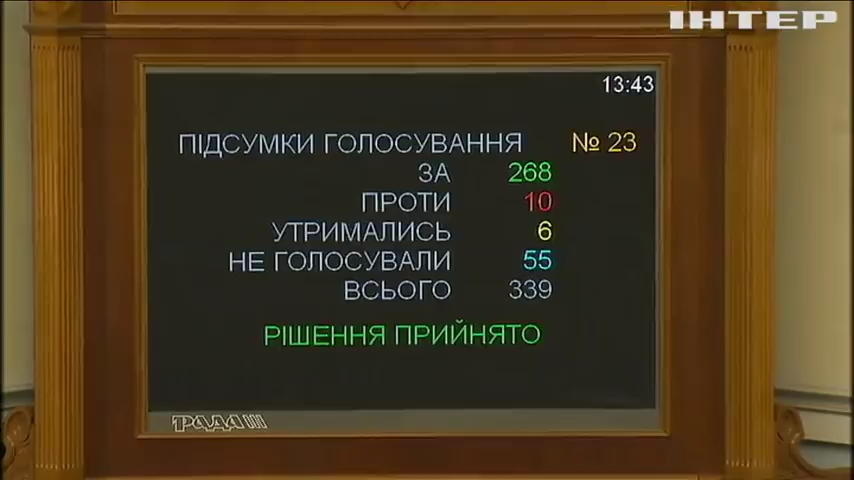 ІНТЕР
13:43
ПІДСУМКИ ГОЛОСУВАННЯ № 23
ЗА 268
ПРОТИ 10
УТРИМАЛИСЬ 6
НЕ ГОЛОСУВАЛИ 55
ВСЬОГО 339
РІШЕННЯ ПРИЙНЯТО
РАДА III